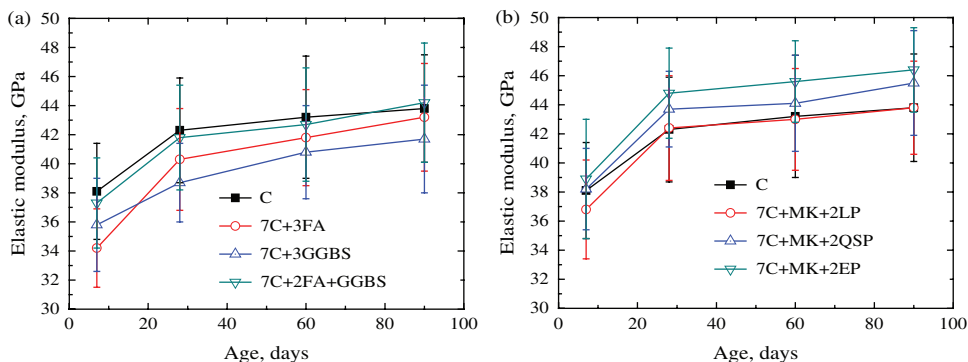 (a)
50
48
46
44
42
40
38
36
34
32
30
Elastic modulus, GPa
C
7C+3FA
7C+3GGBS
7C+2FA+GGBS
0 20 40 60 80 100
Age, days
(b)
50
48
46
44
42
40
38
36
34
32
30
Elastic modulus, GPa
C
7C+MK+2LP
7C+MK+2QSP
7C+MK+2EP
0 20 40 60 80 100
Age, days